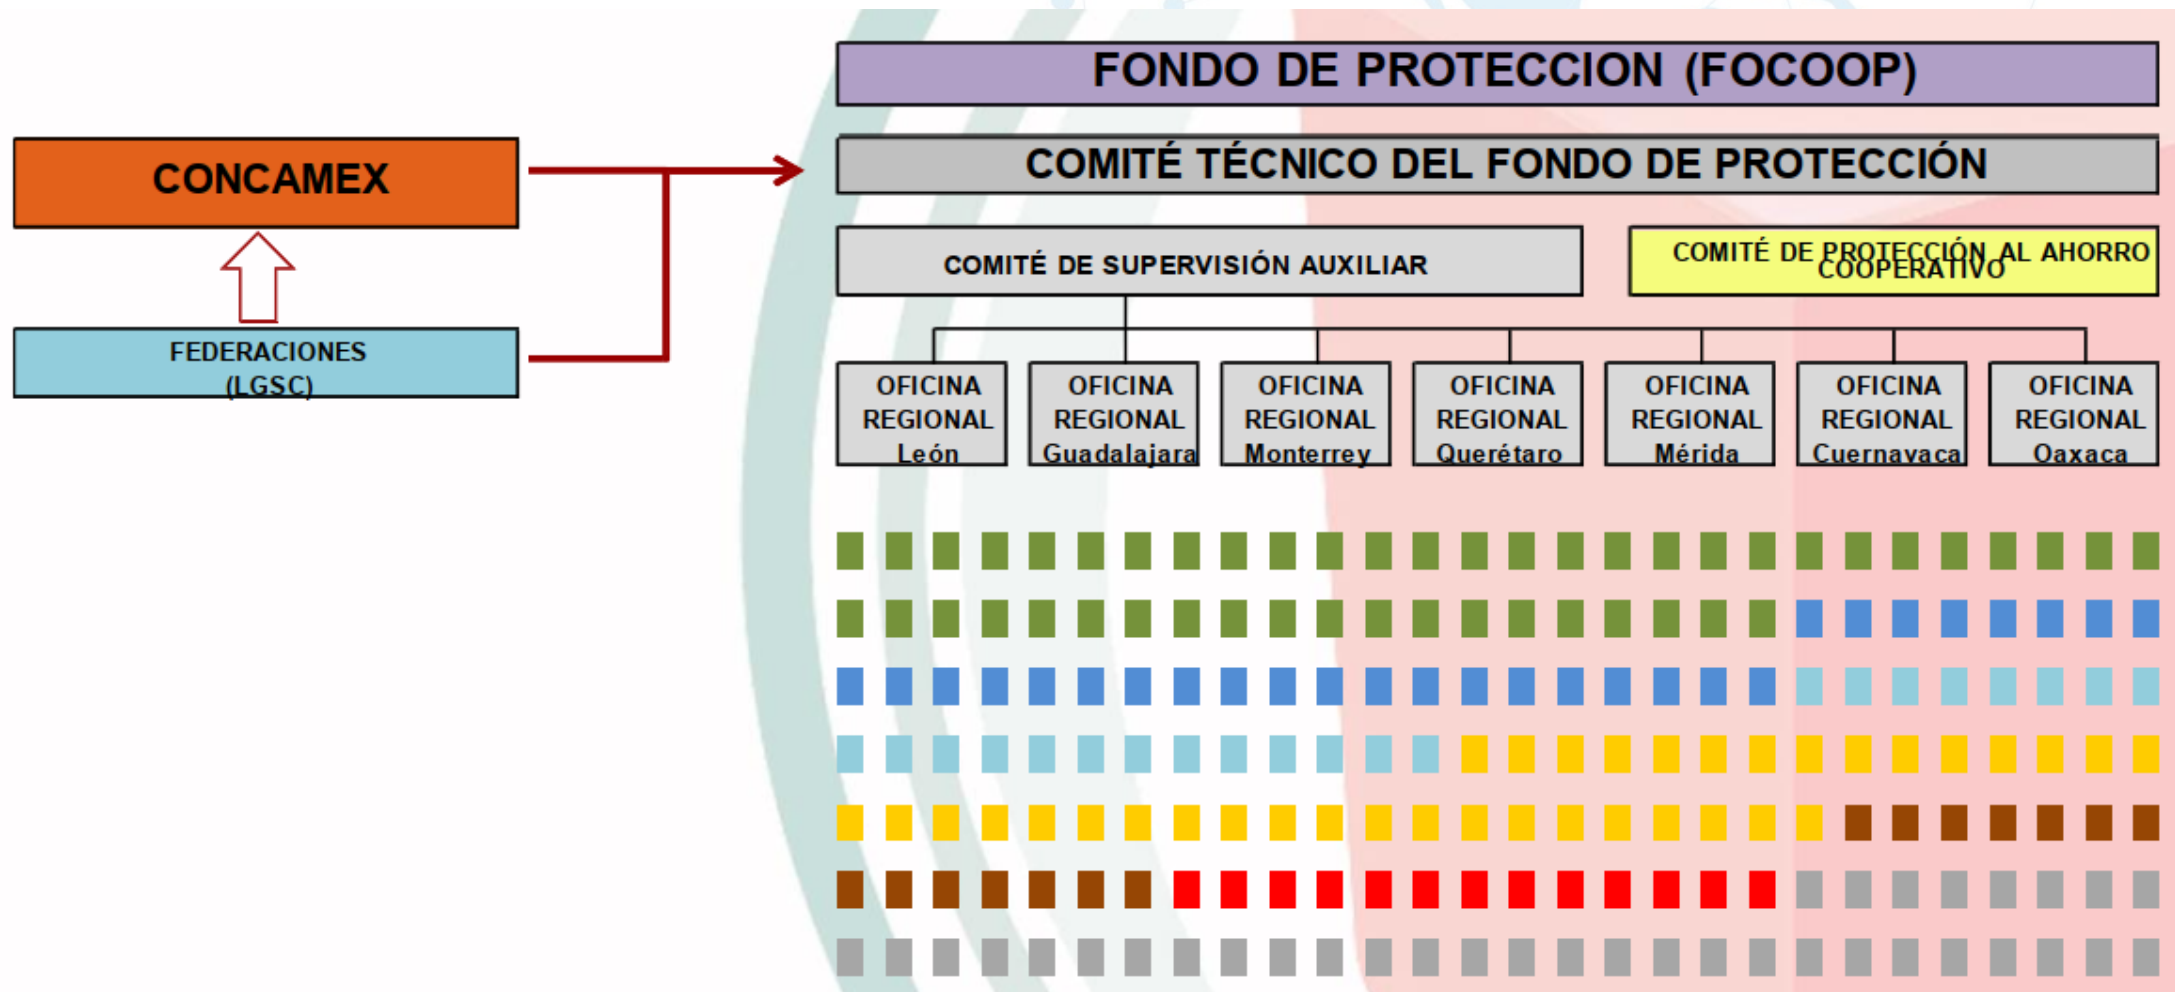 FONDO DE PROTECCION (FOCOOP)
CONCAMEX
COMITÉ TÉCNICO DEL FONDO DE PROTECCIÓN
COMITÉ DE SUPERVISIÓN AUXILIAR
COMITÉ DE PROTECCIÓN AL AHORRO
COOPERATIVO
FEDERACIONES
(LGSC)
OFICINA
REGIONAL
León
OFICINA
REGIONAL
Guadalajara
OFICINA
REGIONAL
Monterrey
OFICINA
REGIONAL
Querétaro
OFICINA
REGIONAL
Mérida
OFICINA
REGIONAL
Cuernavaca
OFICINA
REGIONAL
Oaxaca